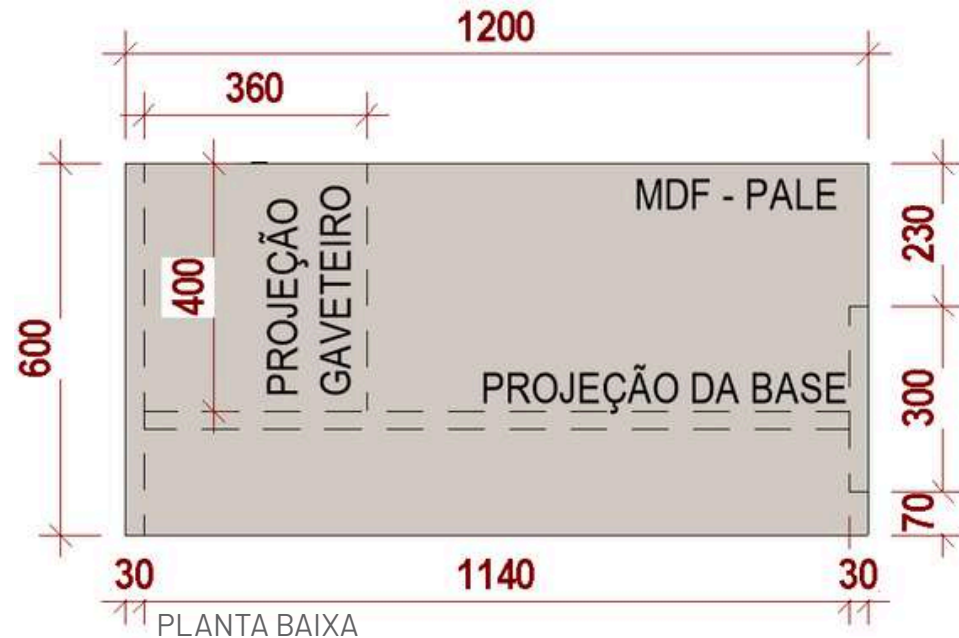 1200
360
MDF - PALE
230
PROJEÇÃO
GAVETEIRO
400
600
PROJEÇÃO DA BASE
300
70
30
1140
30
PLANTA BAIXA